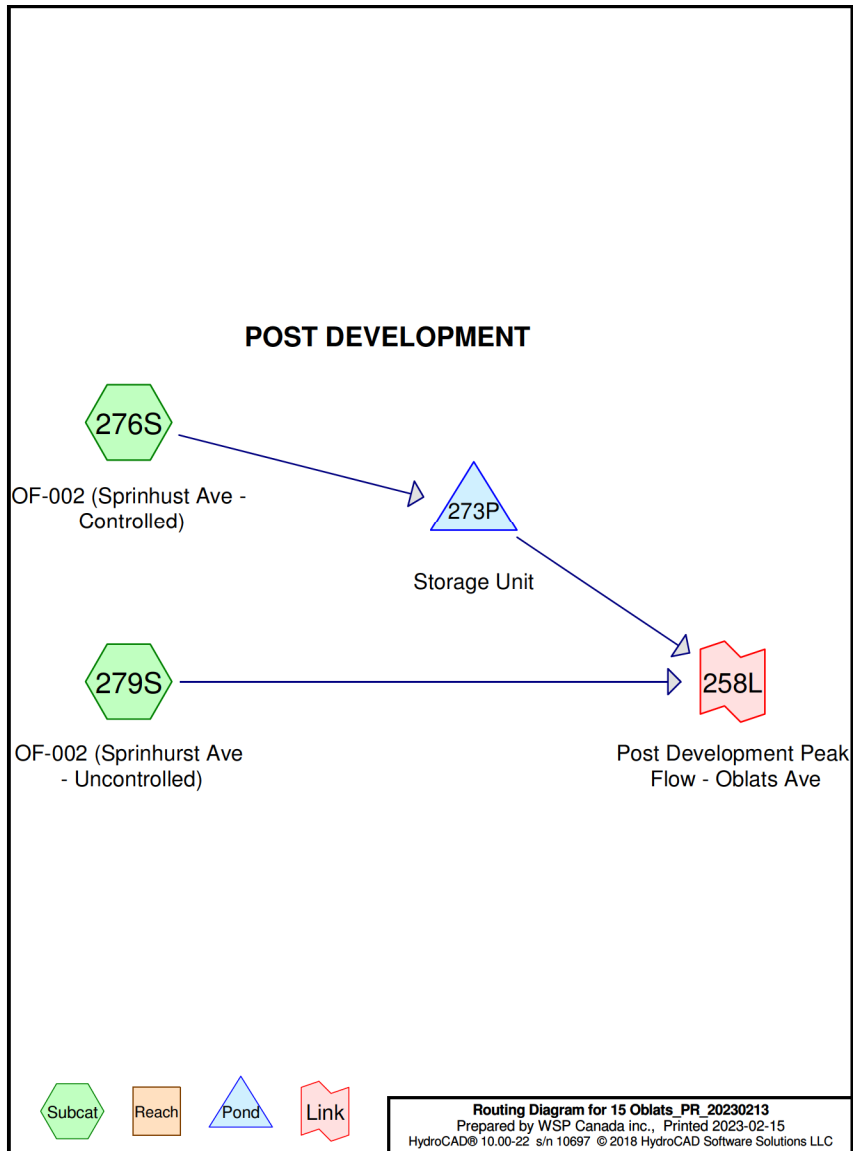 POST DEVELOPMENT
276S
OF-002 (Sprinhust Ave -
Controlled)
273P
Storage Unit
279S
OF-002 (Sprinhurst Ave
- Uncontrolled)
258L
Post Development Peak
Flow - Oblats Ave
Subcat
Reach
Pond
Link
Routing Diagram for 15 Oblats_PR_20230213
Prepared by WSP Canada inc., Printed 2023-02-15
HydroCAD® 10.00-22 s/n 10697 © 2018 HydroCAD Software Solutions LLC